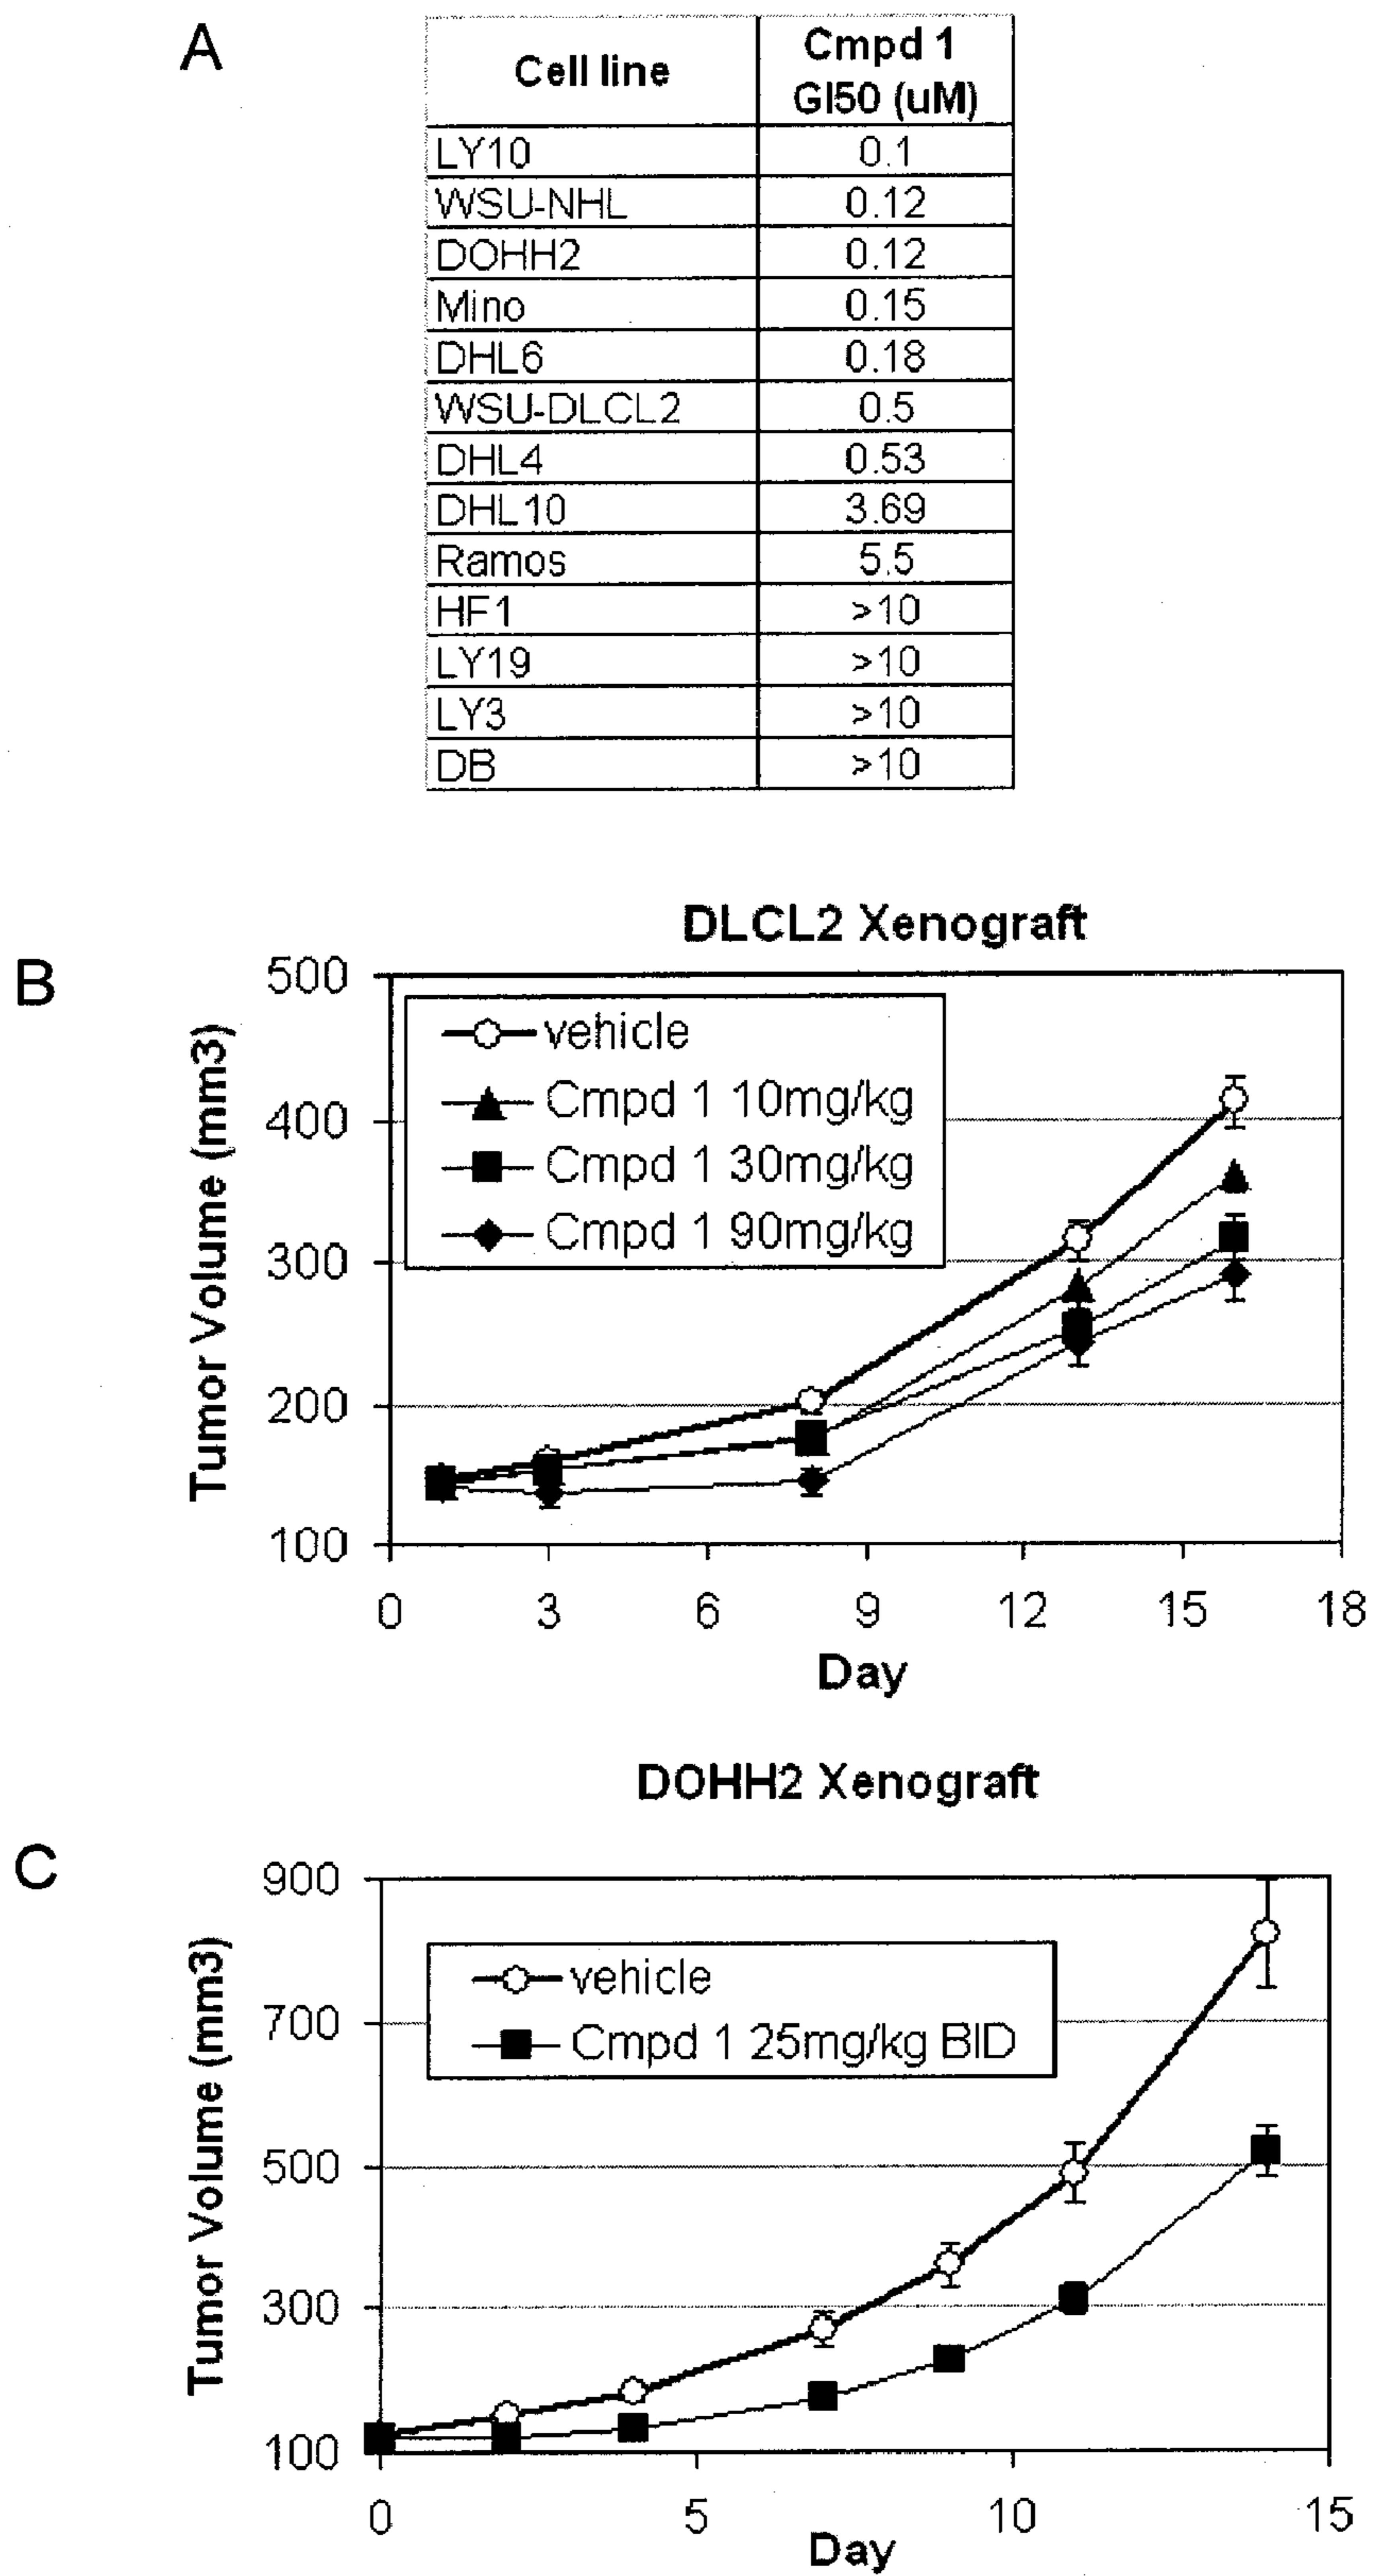 A
Cell line
Cmpd 1
GI50 (uM)
LY10 0.1
WSU-NHL 0.12
DOHH2 0.12
Mino 0.15
DHL6 0.18
WSU-DLCL2 0.5
DHL4 0.53
DHL10 3.69
Ramos 5.5
HF1 >10
LY19 >10
LY3 >10
DB >10
DLCL2 Xenograft
B
Tumor Volume (mm3)
500
400
300
200
100
vehicle
Cmpd 1 10mg/kg
Cmpd 1 30mg/kg
Cmpd 1 90mg/kg
0 3 6 9 12 15 18
Day
DOHH2 Xenograft
C
Tumor Volume (mm3)
900
700
500
300
100
vehicle
Cmpd 1 25mg/kg BID
0 5 10 15
Day